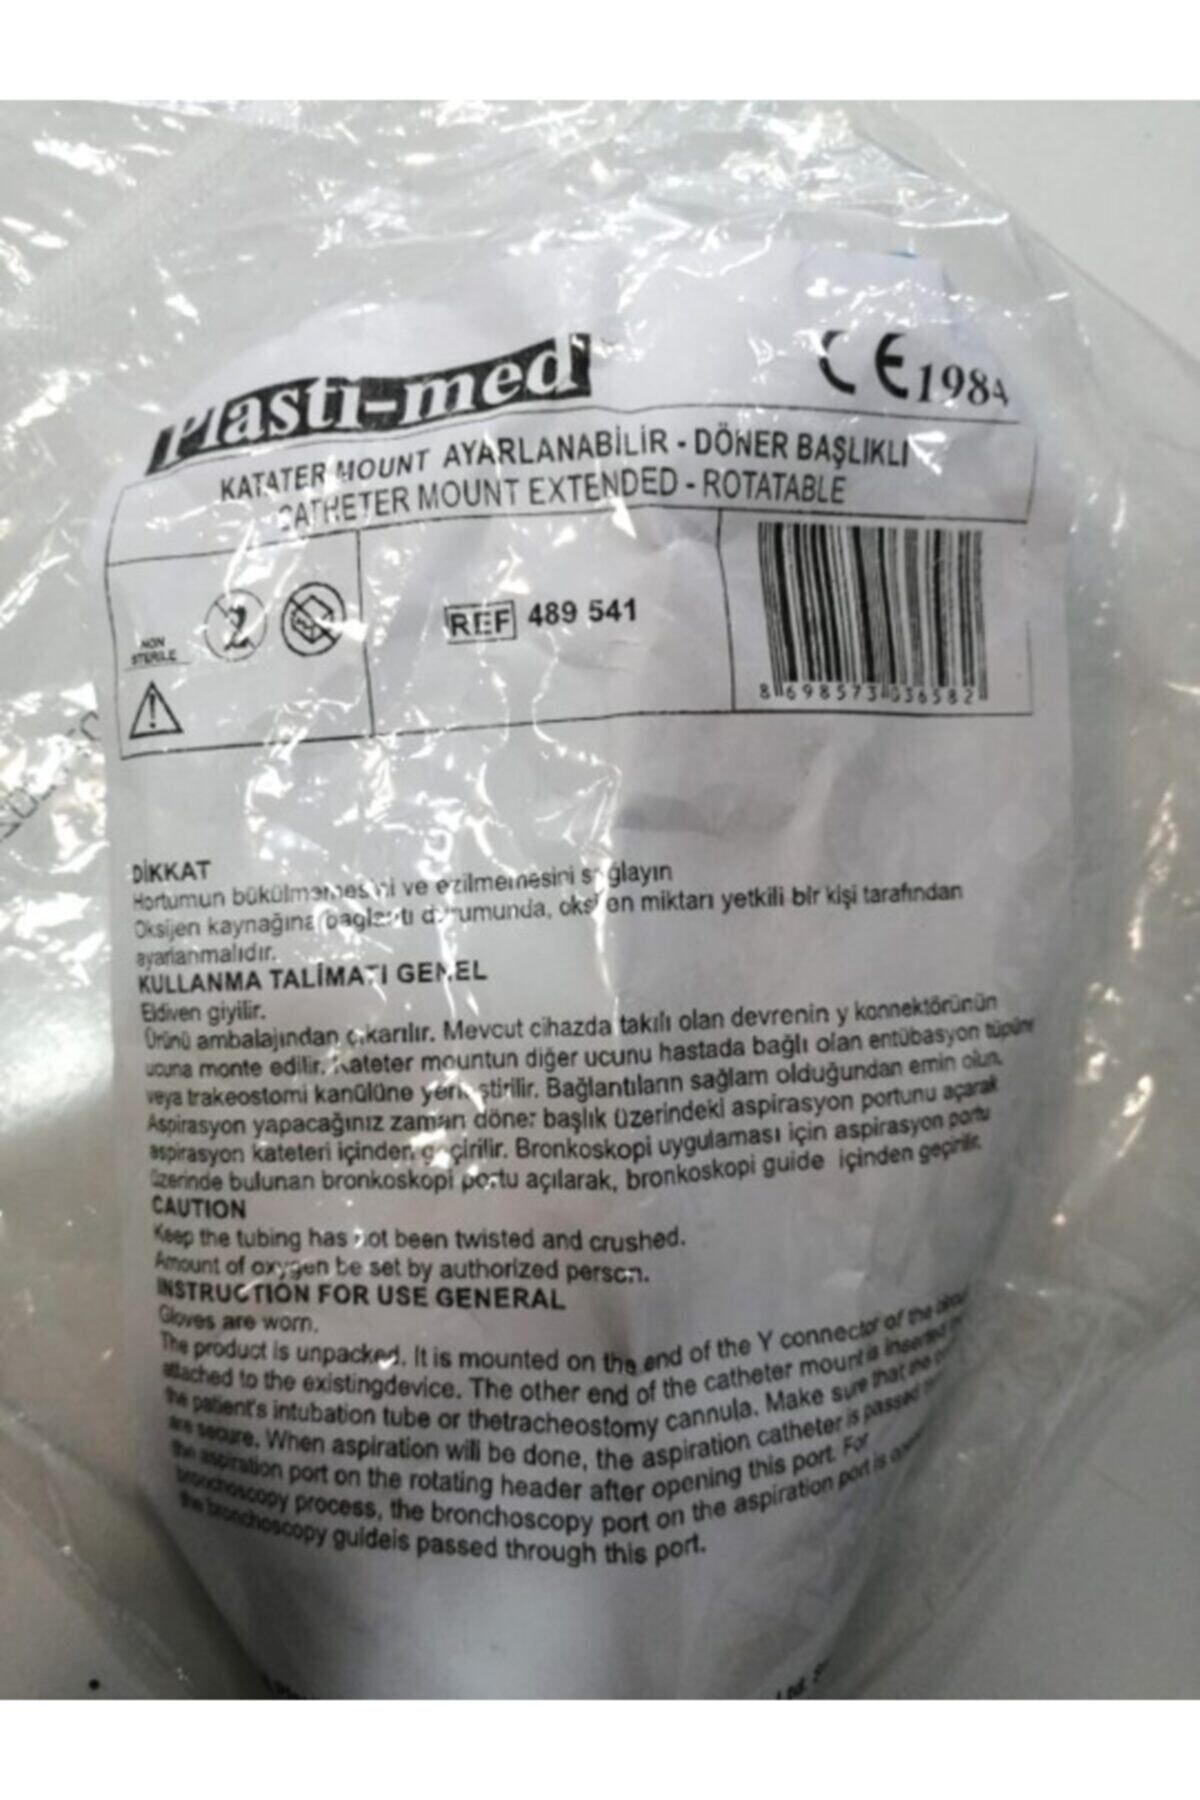 Plasti-med
CE 1984
KATATER MOUNT AYARLANABİLİR - DÖNER BAŞLIKLI
CATHETER MOUNT EXTENDED - ROTATABLE
NON
STERILE
2
REF 489 541
8 698573 036582
DİKKAT
Hortumun bükülmemesini ve ezilmemesini sağlayın
Oksijen kaynağına bağlantı durumunda, oksijen miktarı yetkili bir kişi tarafından
ayarlanmalıdır.
KULLANMA TALİMATI GENEL
Eldiven giyilir.
Ürünü ambalajından çıkarılır. Mevcut cihazda takılı olan devrenin y konnektörünün
ucuna monte edilir. Kateter mountun diğer ucunu hastada bağlı olan entübasyon tüpüne
veya trakeostomi kanülüne yerleştirilir. Bağlantıların sağlam olduğundan emin olun.
Aspirasyon yapacağınız zaman döner başlık üzerindeki aspirasyon portunu açarak
aspirasyon kateteri içinden geçirilir. Bronkoskopi uygulaması için aspirasyon portu
üzerinde bulunan bronkoskopi portu açılarak, bronkoskopi guide içinden geçirilir.
CAUTION
Keep the tubing has not been twisted and crushed.
Amount of oxygen be set by authorized person.
INSTRUCTION FOR USE GENERAL
Gloves are worn.
The product is unpacked. It is mounted on the end of the Y connector of the
attached to the existingdevice. The other end of the catheter mount is inserted
the patient's intubation tube or thetracheostomy cannula. Make sure that the
are secure. When aspiration will be done, the aspiration catheter is passed
the aspiration port on the rotating header after opening this port. For
bronchoscopy process, the bronchoscopy port on the aspiration port is
the bronchoscopy guideis passed through this port.
Ltd.